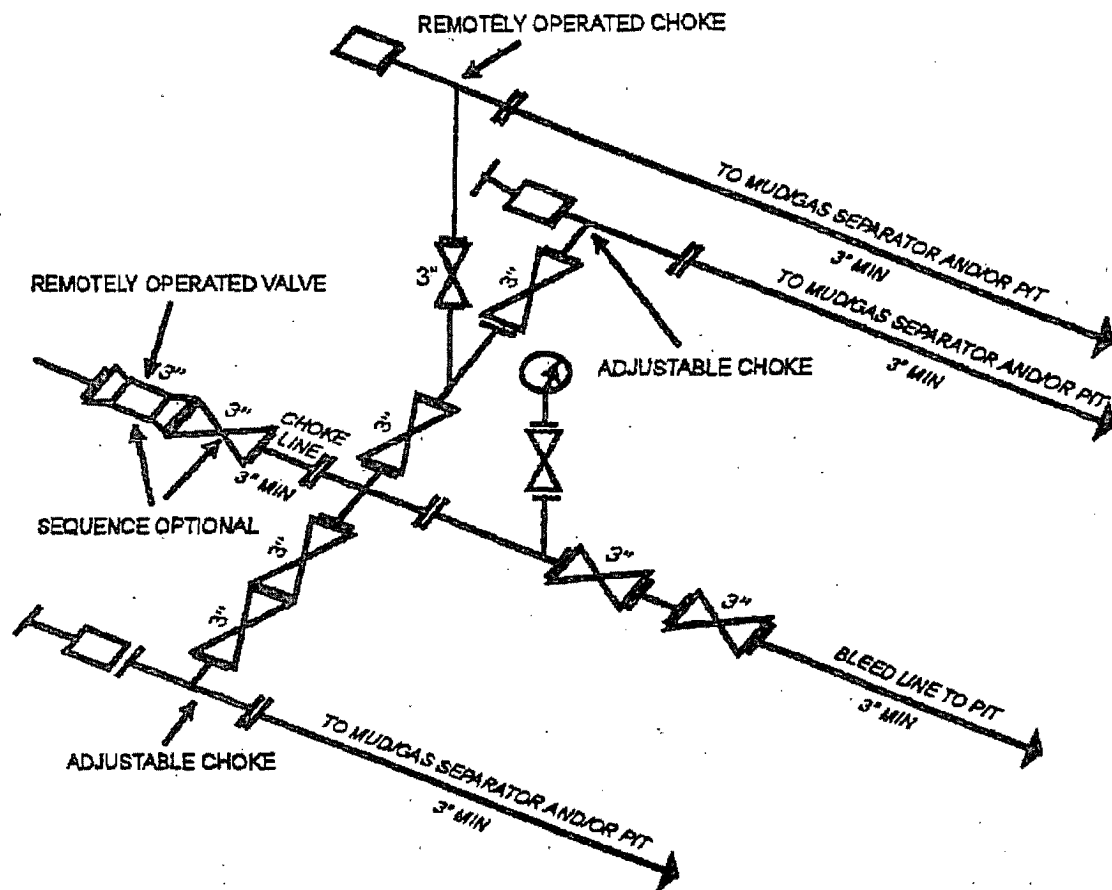 REMOTELY OPERATED CHOKE
TO MUD/GAS SEPARATOR AND/OR PIT
3" MIN
3"
3"
TO MUD/GAS SEPARATOR AND/OR PIT
3" MIN
REMOTELY OPERATED VALVE
ADJUSTABLE CHOKE
3"
3"
CHOKE
LINE
3" MIN
3"
SEQUENCE OPTIONAL
3"
3"
3"
3"
BLEED LINE TO PIT
3" MIN
ADJUSTABLE CHOKE
TO MUD/GAS SEPARATOR AND/OR PIT
3" MIN